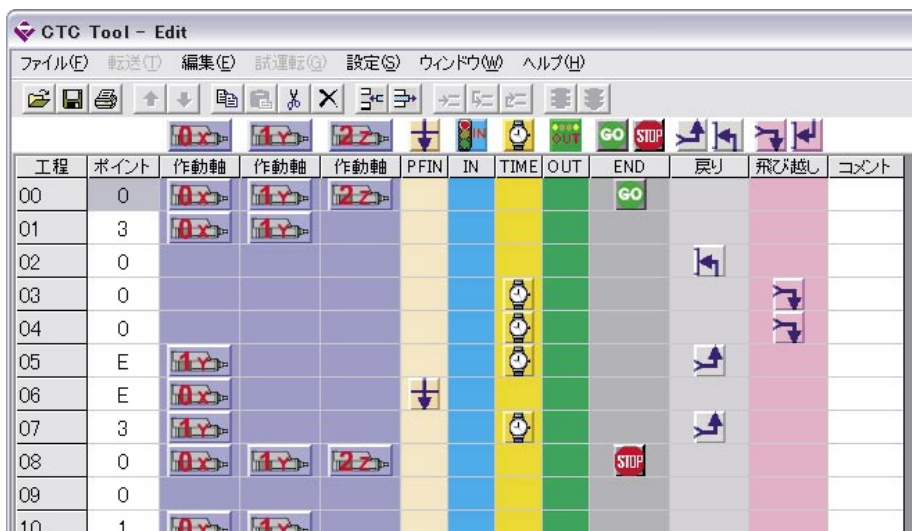 CTC Tool - Edit
ファイル(F) 転送(T) 編集(E) 試運転(G) 設定(S) ウィンドウ(W) ヘルプ(H)
0X 1Y 2Z IN OUT GO STOP
工程 ポイント 作動軸 作動軸 作動軸 PFIN IN TIME OUT END 戻り 飛び越し コメント
00 0 0X 1Y 2Z GO
01 3 0X 1Y
02 0
03 0
04 0
05 E 1Y
06 E 0X
07 3 1Y
08 0 0X 1Y 2Z STOP
09 0
10 1 0X 1Y